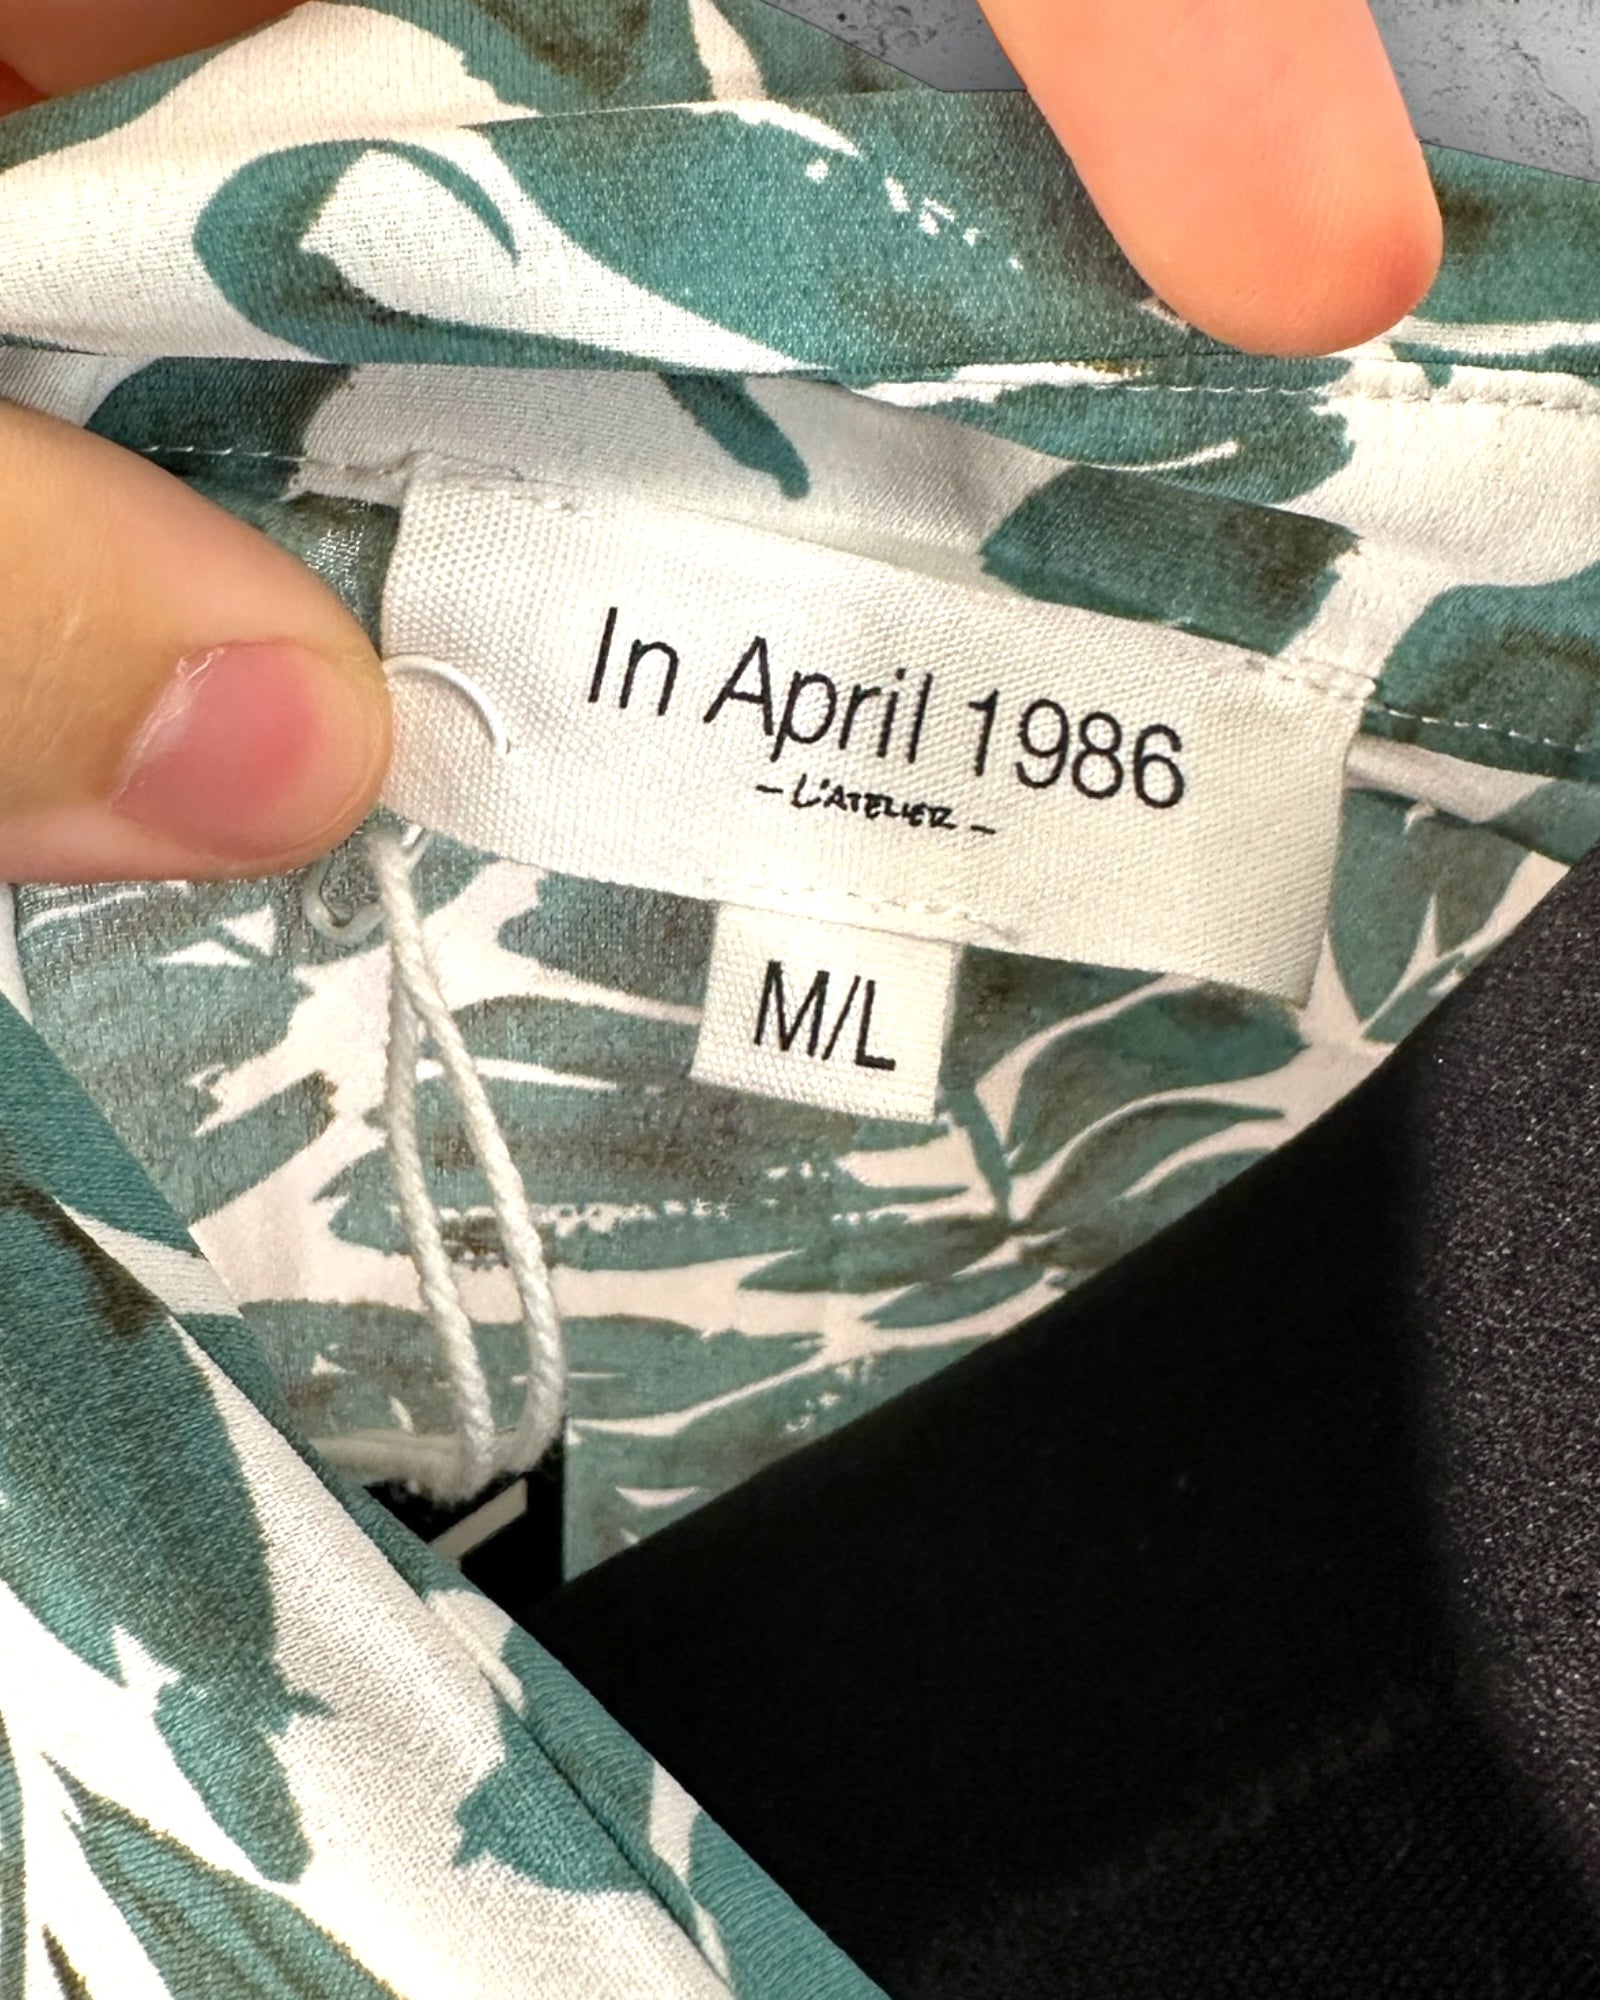 In April 1986
- L'ATELIER -
M/L